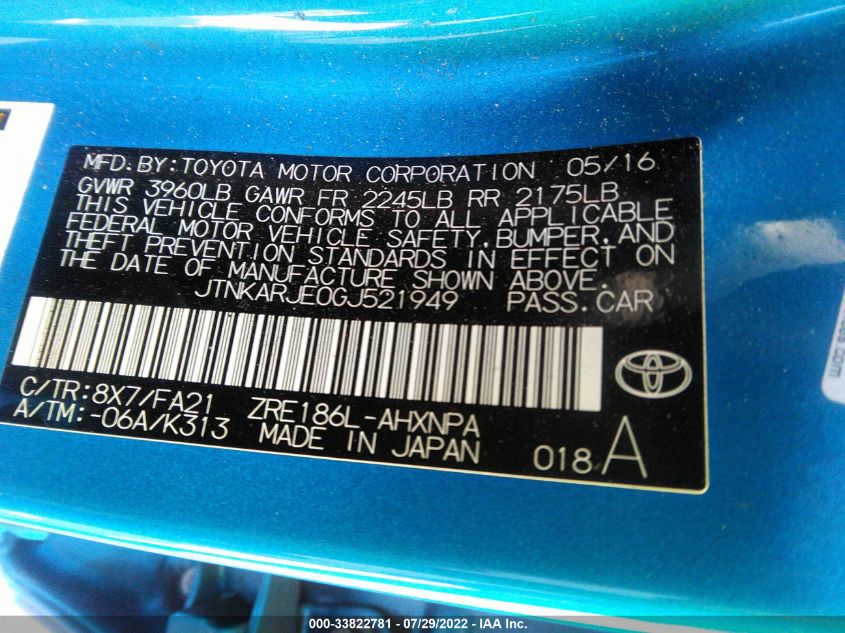 MFD. BY: TOYOTA MOTOR CORPORATION 05/16
GVWR 3960LB GAWR FR 2245LB RR 2175LB
THIS VEHICLE CONFORMS TO ALL APPLICABLE
FEDERAL MOTOR VEHICLE SAFETY, BUMPER, AND
THEFT PREVENTION STANDARDS IN EFFECT ON
THE DATE OF MANUFACTURE SHOWN ABOVE.
JTNKARJE0GJ521949 PASS. CAR
C/TR: 8X7/FA21 ZRE186L-AHXNPA
A/TM: -06A/K313 MADE IN JAPAN
018 A
000-33822781 - 07/29/2022 - IAA Inc.